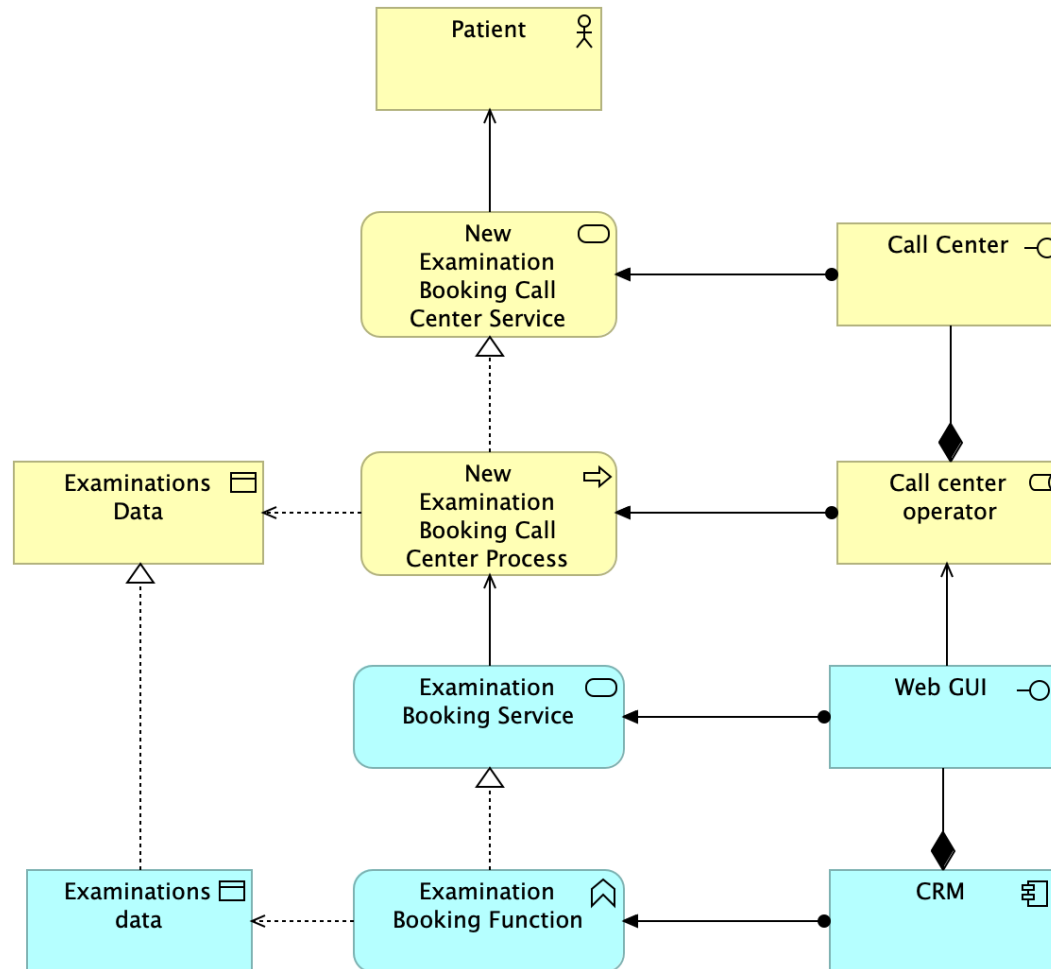 Patient
New
Examination
Booking Call
Center Service
Call Center
Examinations
Data
New
Examination
Booking Call
Center Process
Call center
operator
Examination
Booking Service
Web GUI
Examinations
data
Examination
Booking Function
CRM